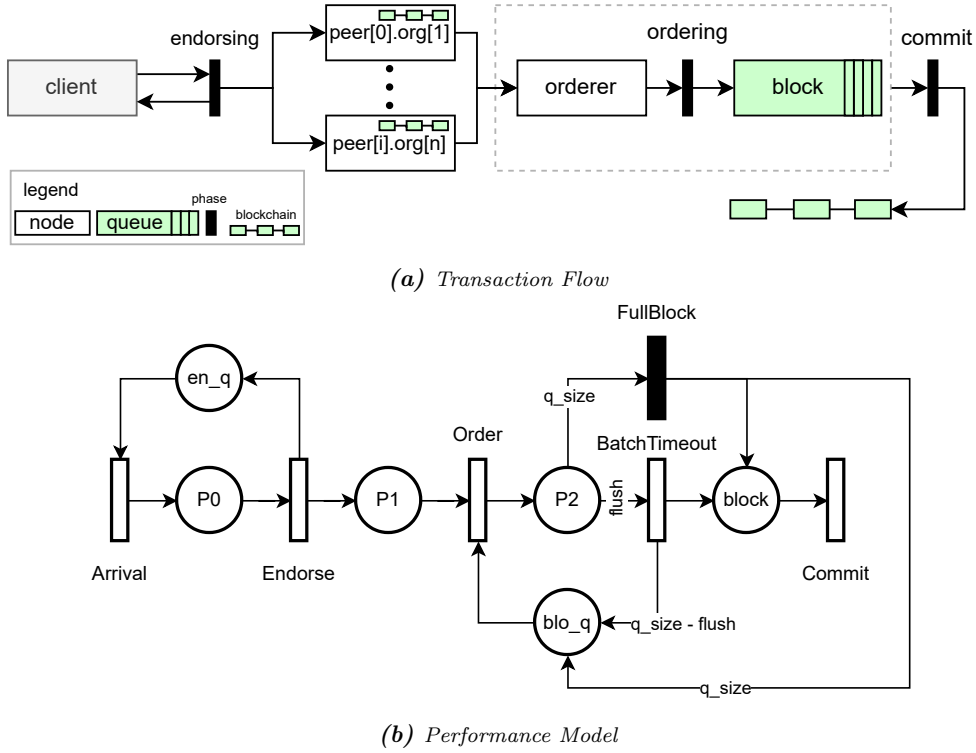 endorsing
client
peer[0].org[1]
peer[i].org[n]
ordering
orderer
block
commit
legend
node
queue
phase
blockchain
(a) Transaction Flow
FullBlock
en_q
q_size
Order
BatchTimeout
P0
P1
P2
flush
block
Arrival
Endorse
Commit
blo_q
q_size - flush
q_size
(b) Performance Model